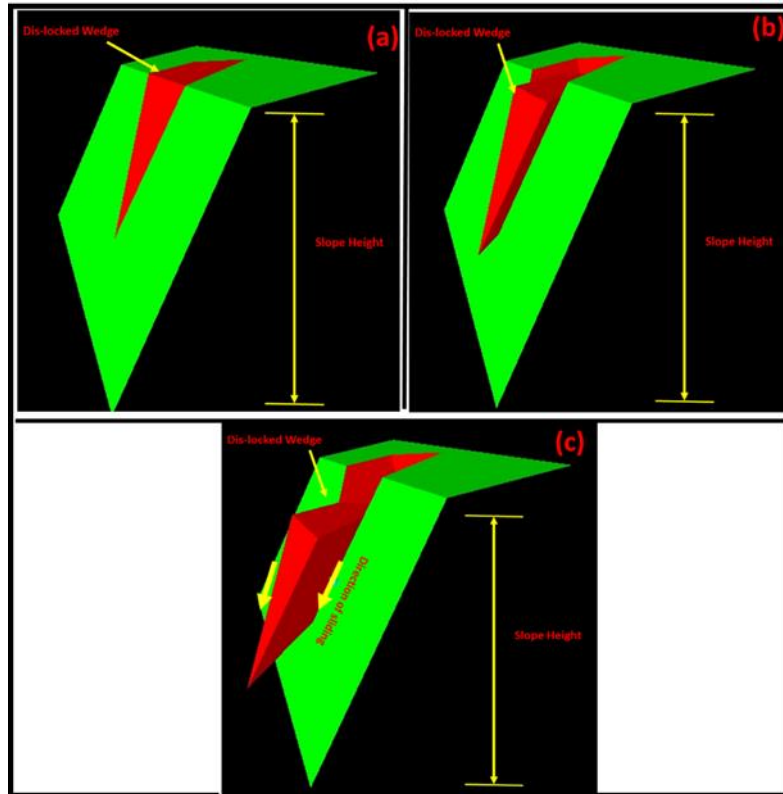 Dis-locked Wedge
(a)
Slope Height
Dis-locked Wedge
(b)
Slope Height
Dis-locked Wedge
(c)
Direction of sliding
Slope Height